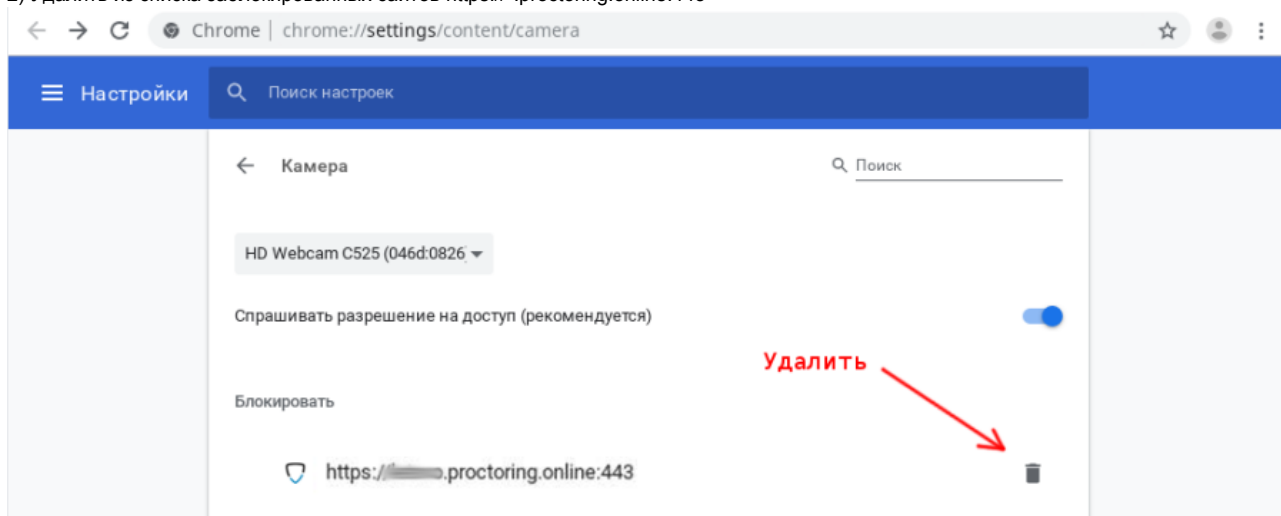 Chrome | chrome://settings/content/camera
Настройки
Поиск настроек
Камера
Поиск
HD Webcam C525 (046d:0826)
Спрашивать разрешение на доступ (рекомендуется)
Удалить
Блокировать
https:// .proctoring.online:443